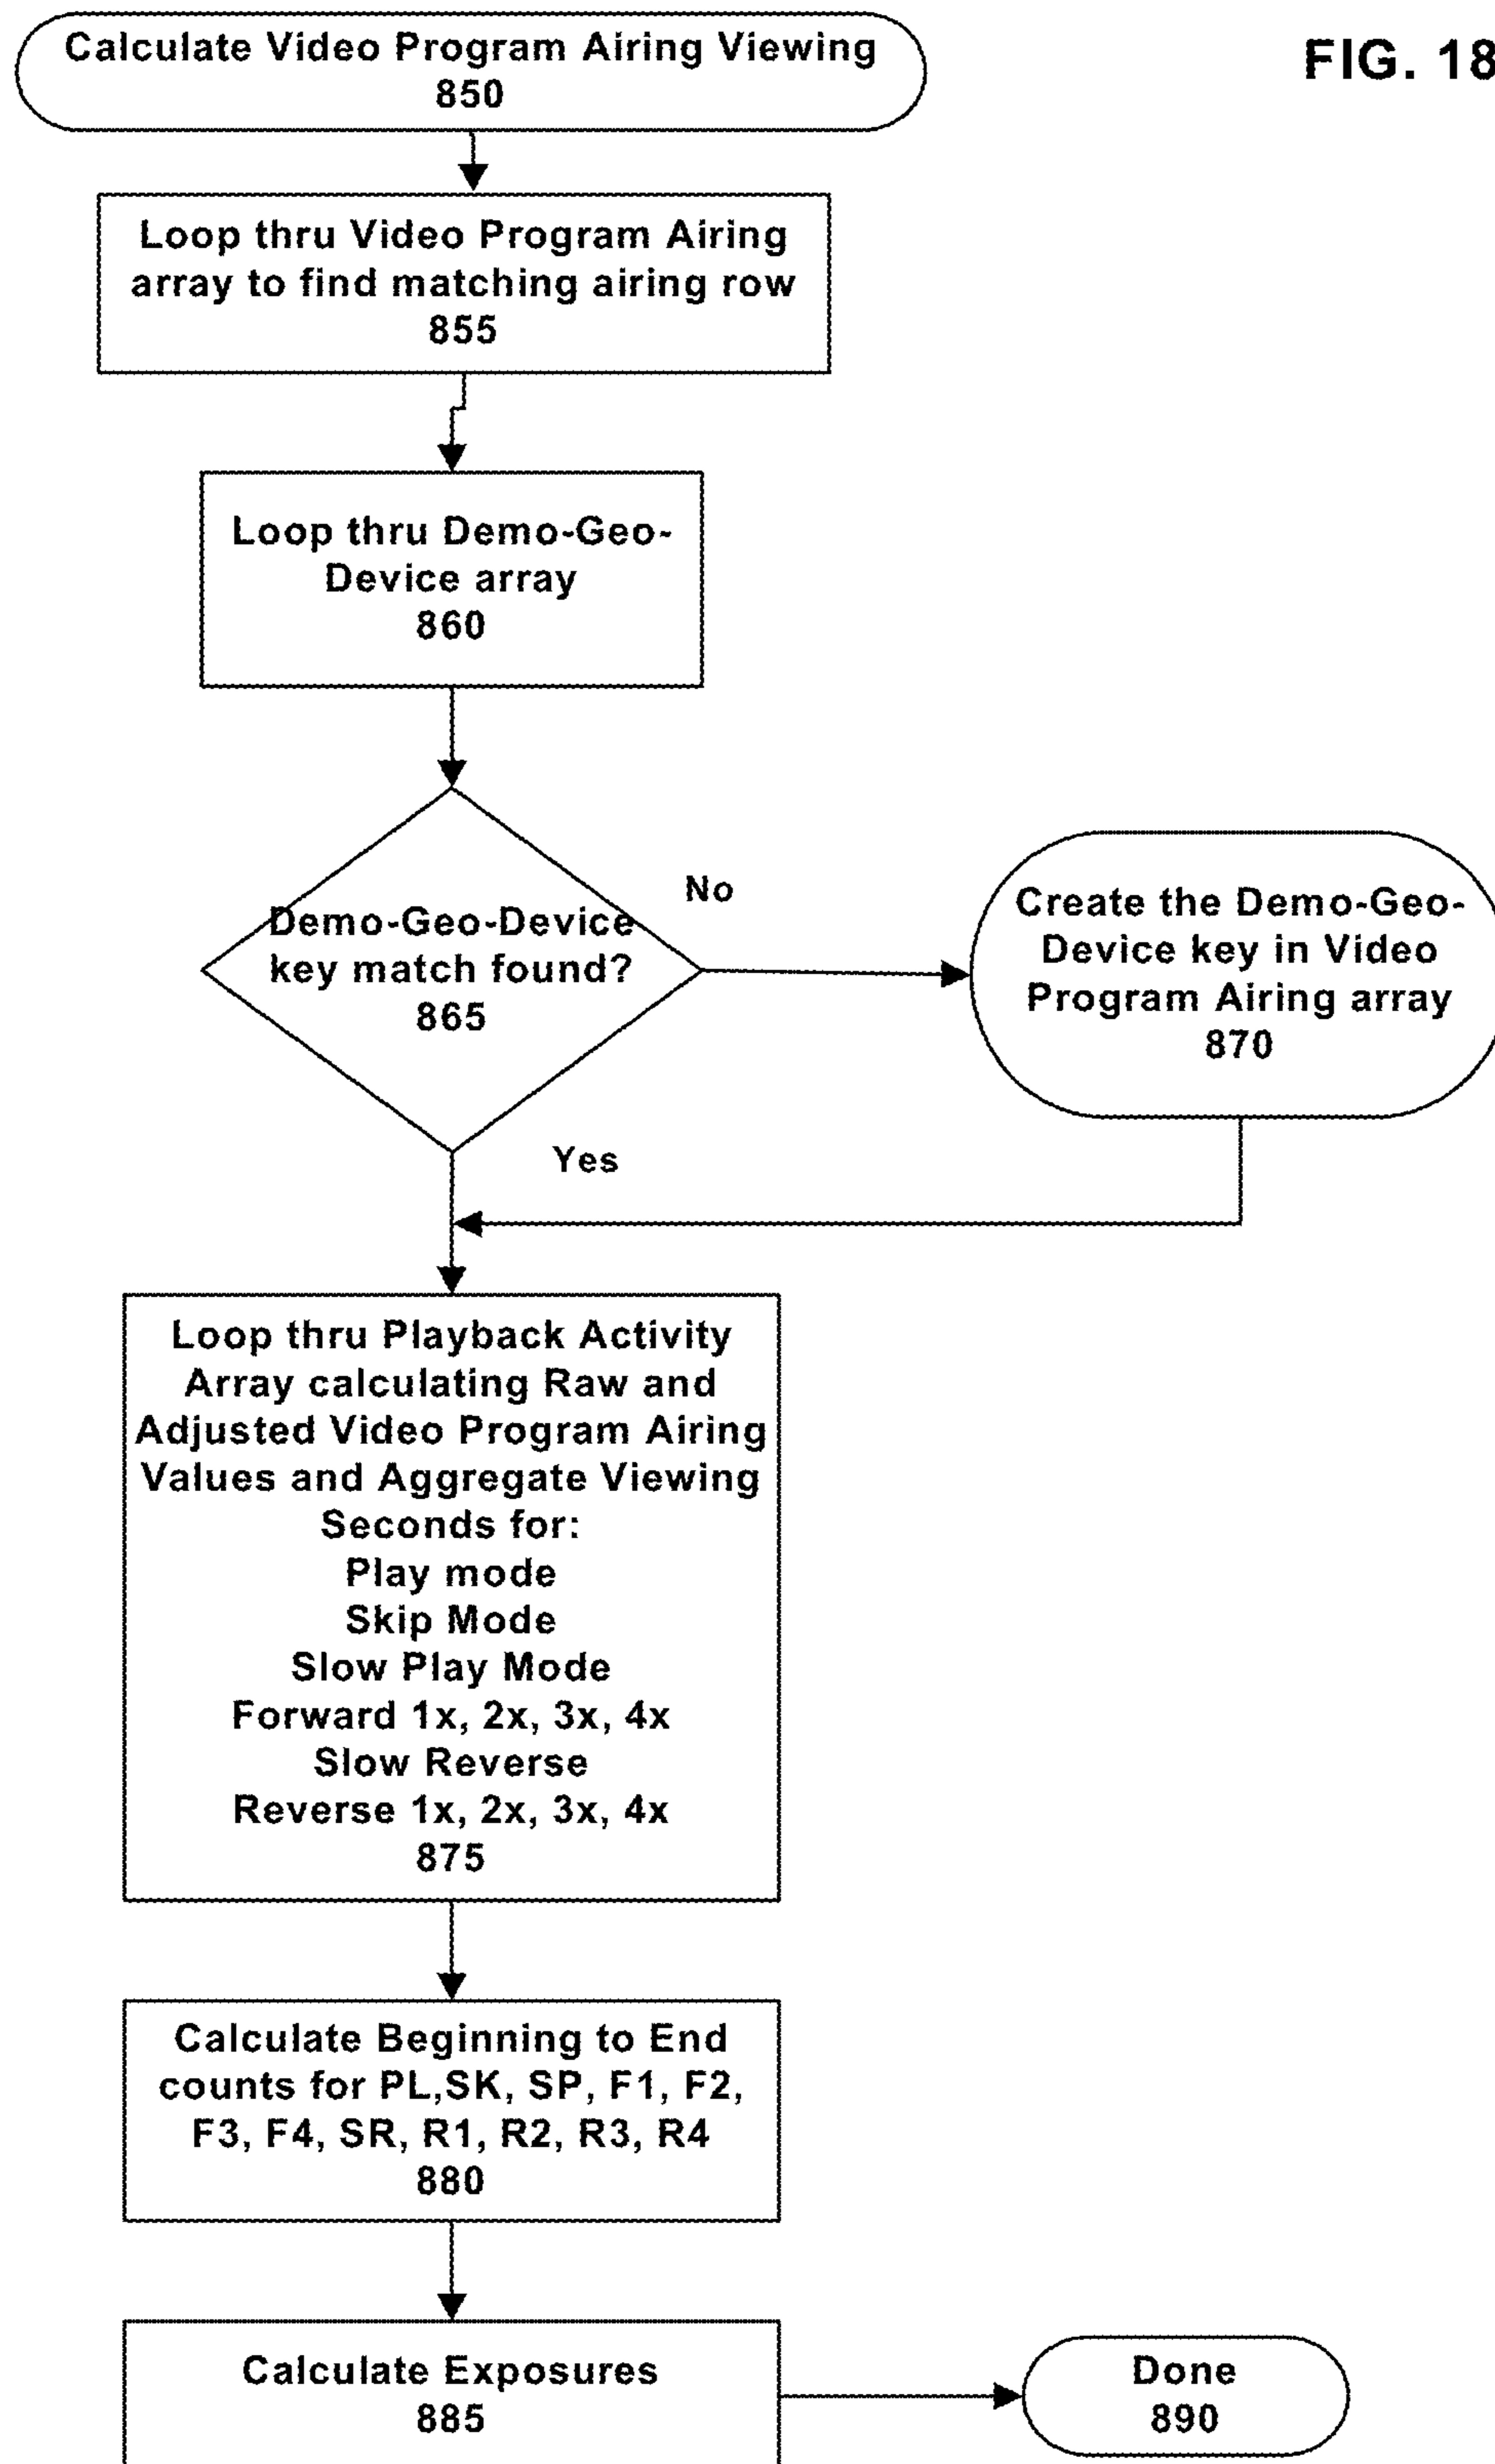 Calculate Video Program Airing Viewing
850
FIG. 18
Loop thru Video Program Airing
array to find matching airing row
855
Loop thru Demo-Geo-
Device array
860
Demo-Geo-Device
key match found?
865
No
Create the Demo-Geo-
Device key in Video
Program Airing array
870
Yes
Loop thru Playback Activity
Array calculating Raw and
Adjusted Video Program Airing
Values and Aggregate Viewing
Seconds for:
Play mode
Skip Mode
Slow Play Mode
Forward 1x, 2x, 3x, 4x
Slow Reverse
Reverse 1x, 2x, 3x, 4x
875
Calculate Beginning to End
counts for PL,SK, SP, F1, F2,
F3, F4, SR, R1, R2, R3, R4
880
Calculate Exposures
885
Done
890